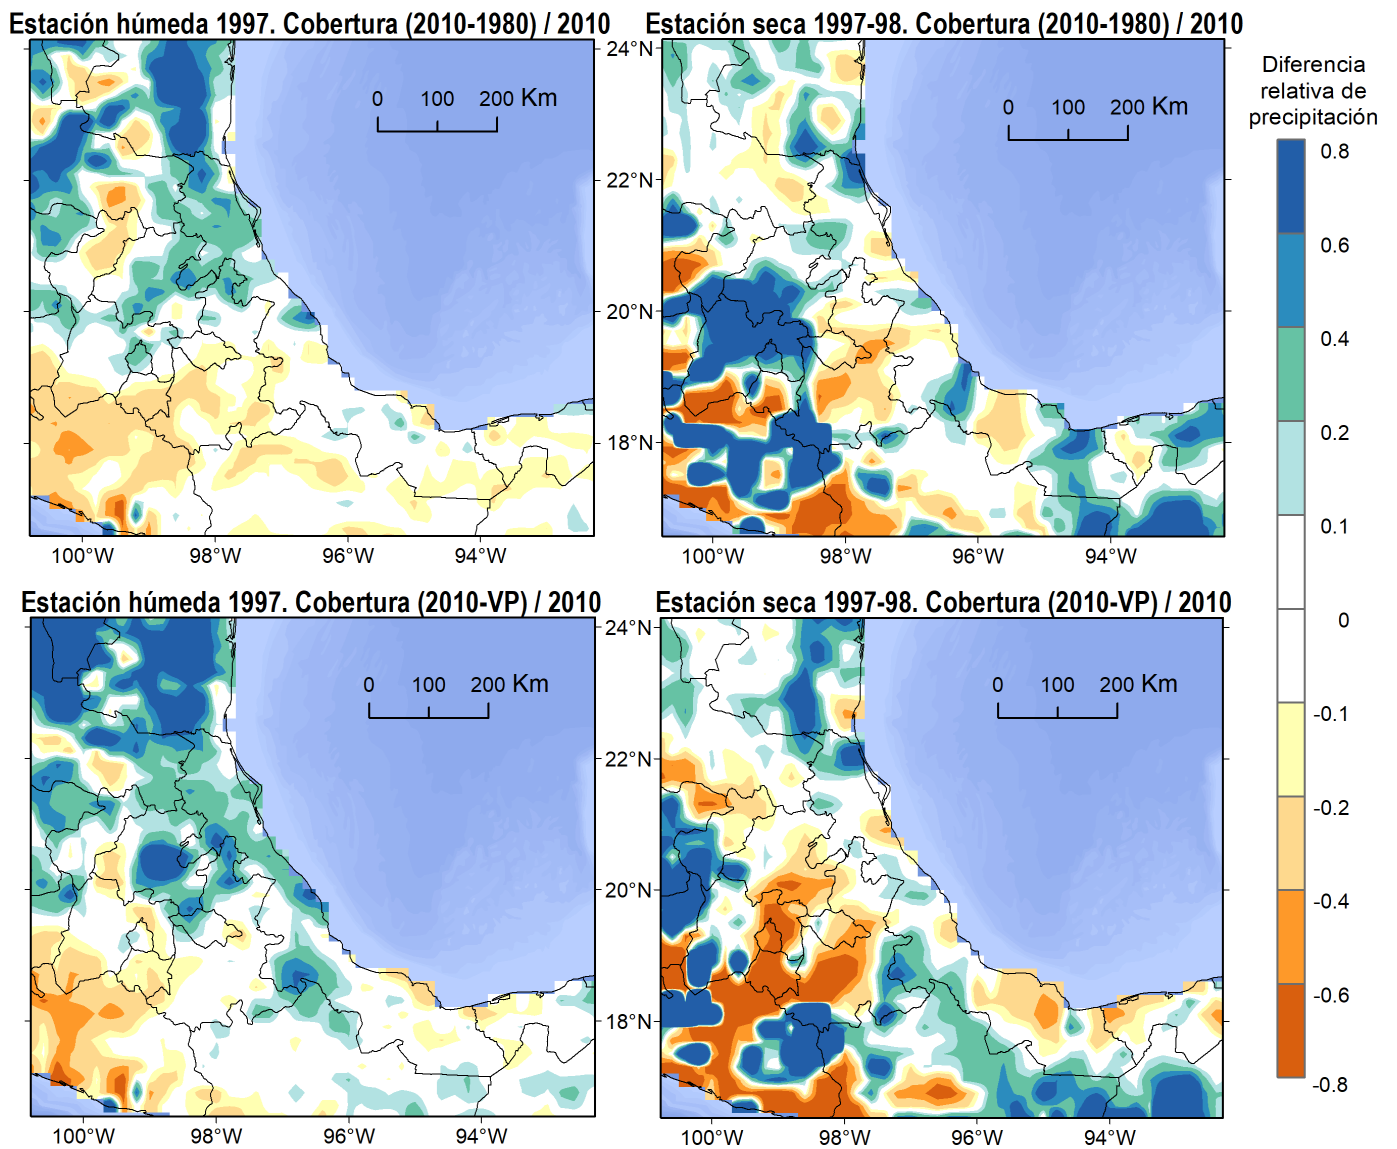 Estación húmeda 1997. Cobertura (2010-1980) / 2010
Estación seca 1997-98. Cobertura (2010-1980) / 2010
24°N
22°N
20°N
18°N
0 100 200 Km
0 100 200 Km
100°W 98°W 96°W 94°W
100°W 98°W 96°W 94°W
Estación húmeda 1997. Cobertura (2010-VP) / 2010
Estación seca 1997-98. Cobertura (2010-VP) / 2010
24°N
22°N
20°N
18°N
0 100 200 Km
0 100 200 Km
100°W 98°W 96°W 94°W
100°W 98°W 96°W 94°W
Diferencia
relativa de
precipitación
0.8
0.6
0.4
0.2
0.1
0
-0.1
-0.2
-0.4
-0.6
-0.8